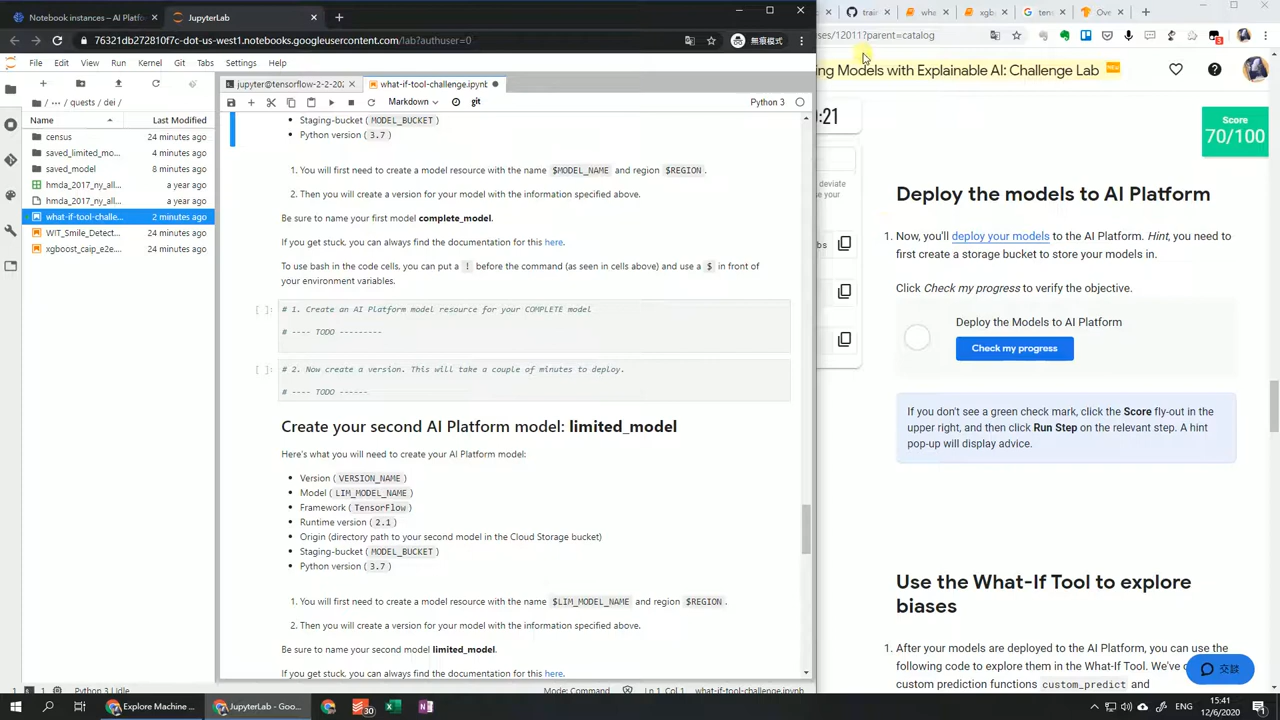 Notebook instances – AI Platfo
JupyterLab
train
whe
xgb
tens
Ove
76321db272810f7c-dot-us-west1.notebooks.googleusercontent.com/lab?authuser=0
無痕模式
ses/12011?parent=catalog
File Edit View Run Kernel Git Tabs Settings Help
ing Models with Explainable AI: Challenge Lab
jupyter@tensorflow-2-2-202
what-if-tool-challenge.ipynb
Markdown
git
Python 3
/ ··· / quests / dei /
Name
Last Modified
census 24 minutes ago
saved_limited_mo... 4 minutes ago
saved_model 8 minutes ago
hmda_2017_ny_all... a year ago
hmda_2017_ny_all... a year ago
what-if-tool-challe... 2 minutes ago
WIT_Smile_Detect... 24 minutes ago
xgboost_caip_e2e... 24 minutes ago
• Staging-bucket ( MODEL_BUCKET )
• Python version ( 3.7 )
1. You will first need to create a model resource with the name $MODEL_NAME and region $REGION .
2. Then you will create a version for your model with the information specified above.
Be sure to name your first model complete_model.
If you get stuck, you can always find the documentation for this here.
To use bash in the code cells, you can put a ! before the command (as seen in cells above) and use a $ in front of
your environment variables.
[ ]:
# 1. Create an AI Platform model resource for your COMPLETE model
# ---- TODO ---------
[ ]:
# 2. Now create a version. This will take a couple of minutes to deploy.
# ---- TODO ------
Create your second AI Platform model: limited_model
Here's what you will need to create your AI Platform model:
• Version ( VERSION_NAME )
• Model ( LIM_MODEL_NAME )
• Framework ( TensorFlow )
• Runtime version ( 2.1 )
• Origin (directory path to your second model in the Cloud Storage bucket)
• Staging-bucket ( MODEL_BUCKET )
• Python version ( 3.7 )
1. You will first need to create a model resource with the name $LIM_MODEL_NAME and region $REGION .
2. Then you will create a version for your model with the information specified above.
Be sure to name your second model limited_model.
If you get stuck, you can always find the documentation for this here.
Python 3 | Idle
Mode: Command
Ln 1, Col 1
what-if-tool-challenge.ipynb
:21
deviate
se your
bs
Score
70/100
Deploy the models to AI Platform
1. Now, you'll deploy your models to the AI Platform. Hint, you need to
first create a storage bucket to store your models in.
Click Check my progress to verify the objective.
Deploy the Models to AI Platform
Check my progress
If you don't see a green check mark, click the Score fly-out in the
upper right, and then click Run Step on the relevant step. A hint
pop-up will display advice.
Use the What-If Tool to explore
biases
1. After your models are deployed to the AI Platform, you can use the
following code to explore them in the What-If Tool. We've
custom prediction functions custom_predict and
交談
Explore Machine ...
JupyterLab - Goo...
30
ENG
15:41
12/6/2020